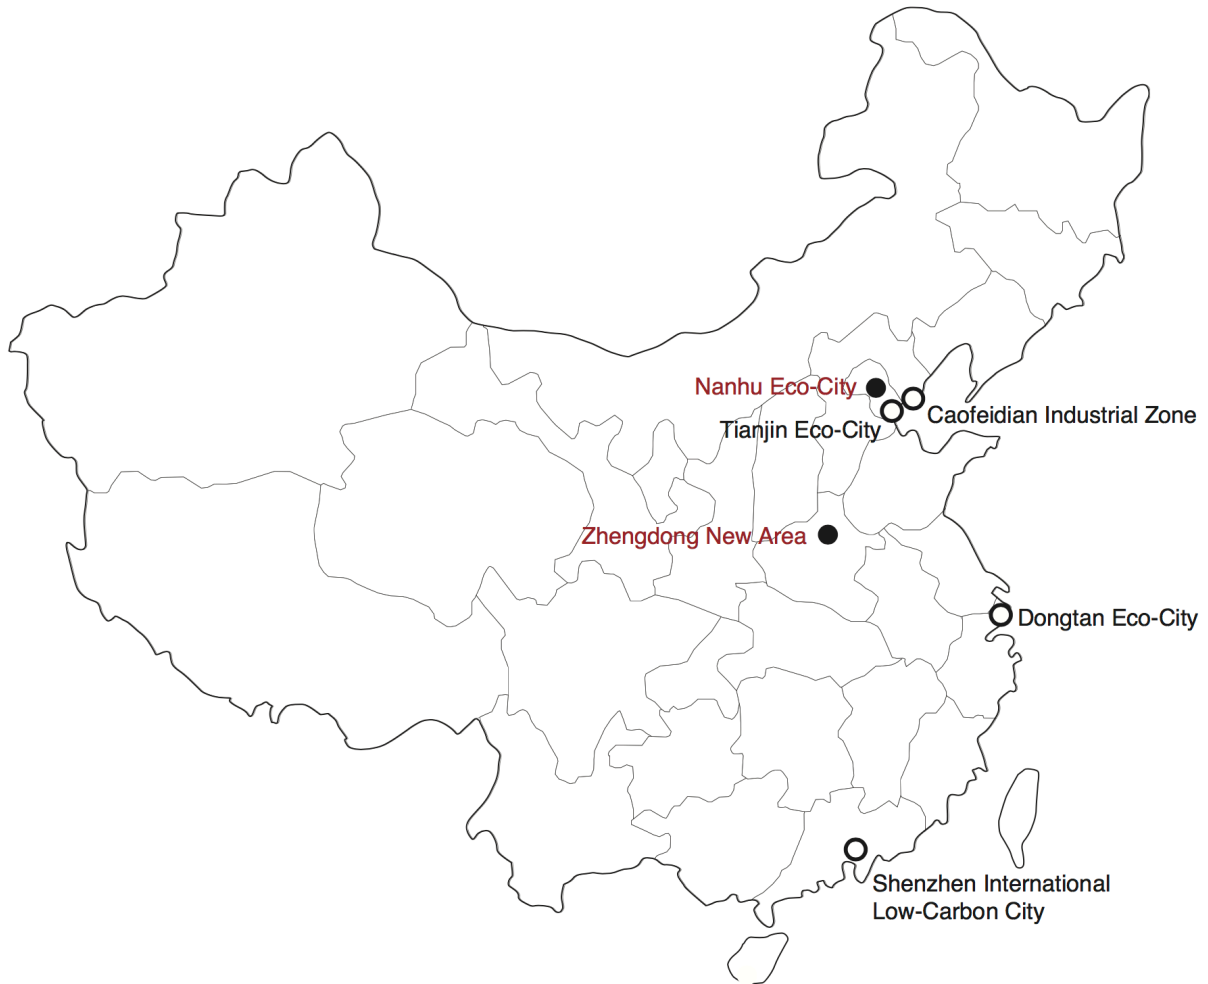 Nanhu Eco-City
Caofeidian Industrial Zone
Tianjin Eco-City
Zhengdong New Area
Dongtan Eco-City
Shenzhen International
Low-Carbon City